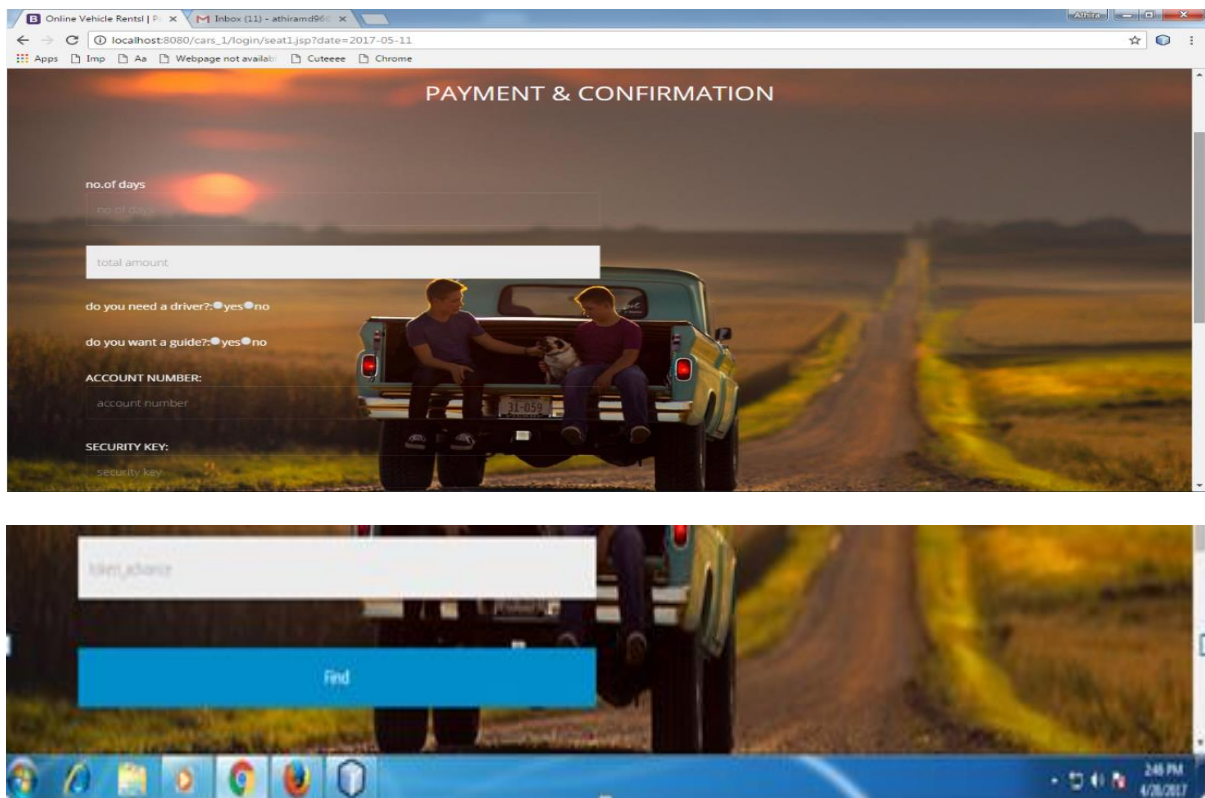 Online Vehicle Rentsl | P
Inbox (11) - athiramd96
Athira
localhost:8080/cars_1/login/seat1.jsp?date=2017-05-11
Apps Imp Aa Webpage not availab Cuteeee Chrome
PAYMENT & CONFIRMATION
no.of days
no.of days
total amount
do you need a driver?: yes no
do you want a guide?: yes no
ACCOUNT NUMBER:
account number
31-059
SECURITY KEY:
security key
token_advance
Find
2:46 PM
4/28/2017